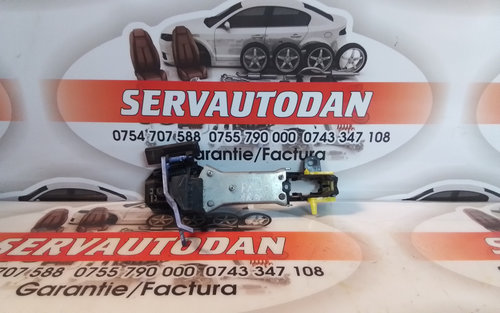 SERVAUTODAN
0754 707 588 0755 790 000 0743 347 108
Garantie/Factura
SERVAUTODAN
707 588 0755 790 000 0743 347 108
Garantie/Factura